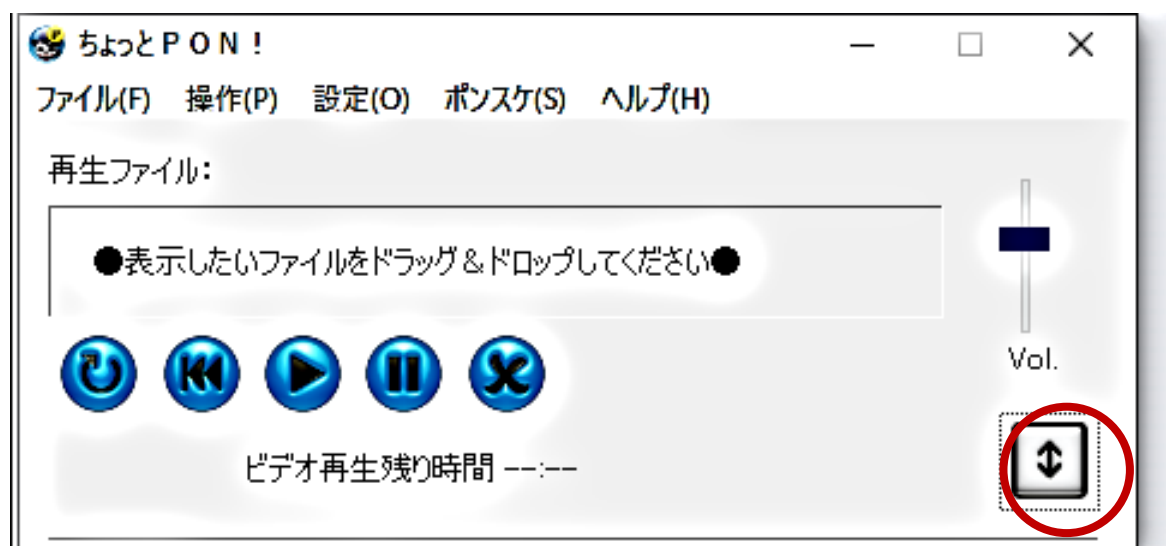 ちょっとPON!
ファイル(F) 操作(P) 設定(O) ポンスケ(S) ヘルプ(H)
再生ファイル:
●表示したいファイルをドラッグ&ドロップしてください●
Vol.
ビデオ再生残り時間 --:--